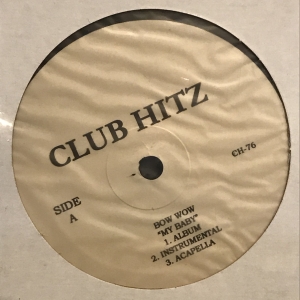 CLUB HITZ
CH-76
SIDE
A
BOW WOW
"MY BABY"
1. ALBUM
2. INSTRUMENTAL
3. ACAPELLA